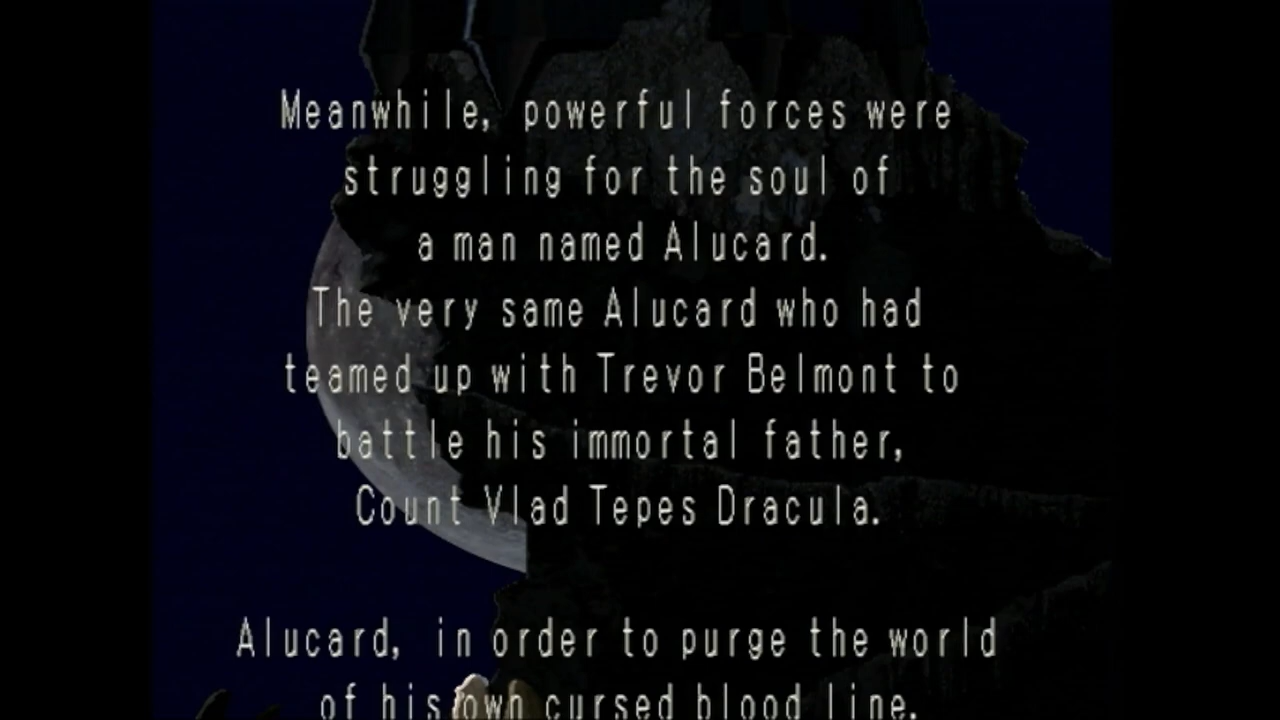 Meanwhile, powerful forces were
struggling for the soul of
a man named Alucard.
The very same Alucard who had
teamed up with Trevor Belmont to
battle his immortal father,
Count Vlad Tepes Dracula.
Alucard, in order to purge the world
of his own cursed blood line,